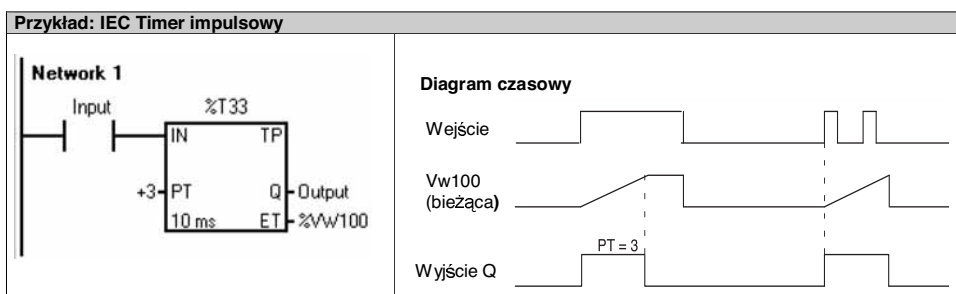 Przykład: IEC Timer impulsowy
Network 1
Input
%T33
IN TP
+3 PT Q Output
10 ms ET %VW100
Diagram czasowy
Wejście
Vw100
(bieżąca)
PT = 3
Wyjście Q